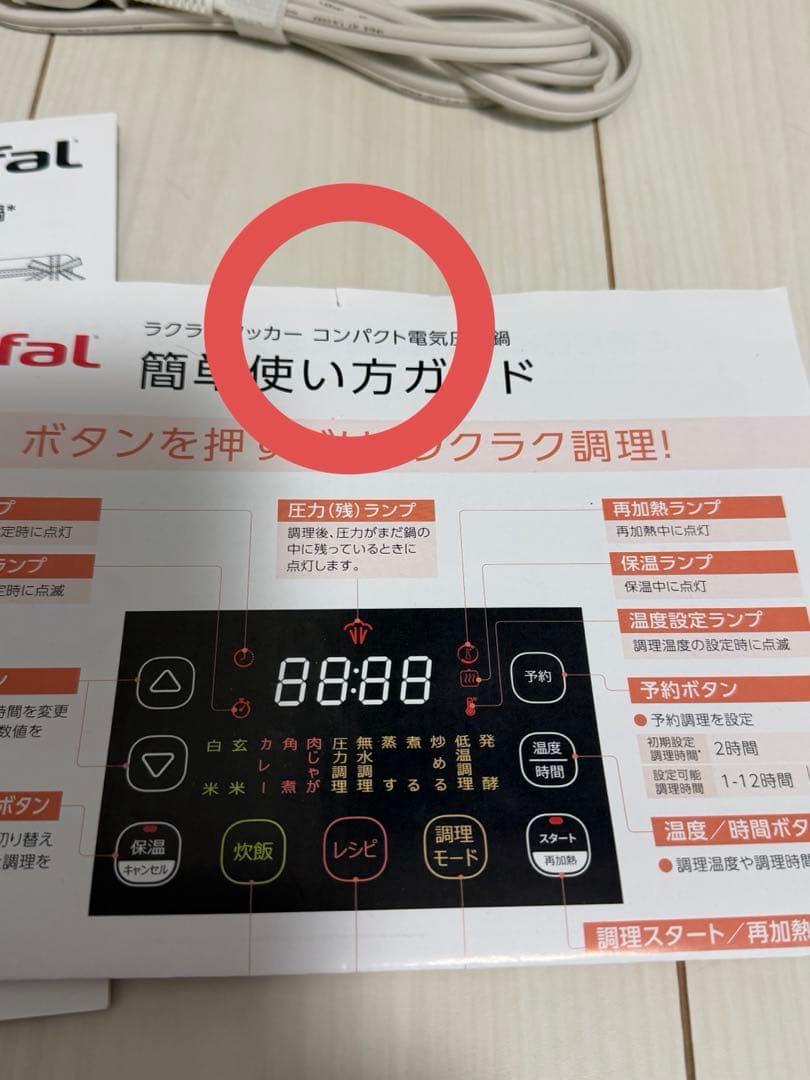 fal
鍋*
fal
ラクラ ッカー コンパクト電気圧 鍋
簡単使い方ガ ド
ボタンを押す ラクラク調理!
プ
定時に点灯
ランプ
定時に点滅
圧力(残)ランプ
調理後、圧力がまだ鍋の
中に残っているときに
点灯します。
再加熱ランプ
再加熱中に点灯
保温ランプ
保温中に点灯
温度設定ランプ
調理温度の設定時に点滅
ン
時間を変更
数値を
予約ボタン
●予約調理を設定
初期設定
調理時間*
2時間
設定可能
調理時間
1-12時間
88:88
予約
温度
時間
白米
玄米
カレー
角煮
肉じゃが
圧力調理
無水調理
蒸す
煮る
炒める
低温調理
発酵
ボタン
切り替え
調理を
保温
キャンセル
炊飯
レシピ
調理
モード
スタート
再加熱
温度/時間ボタ
●調理温度や調理時間
調理スタート/再加熱